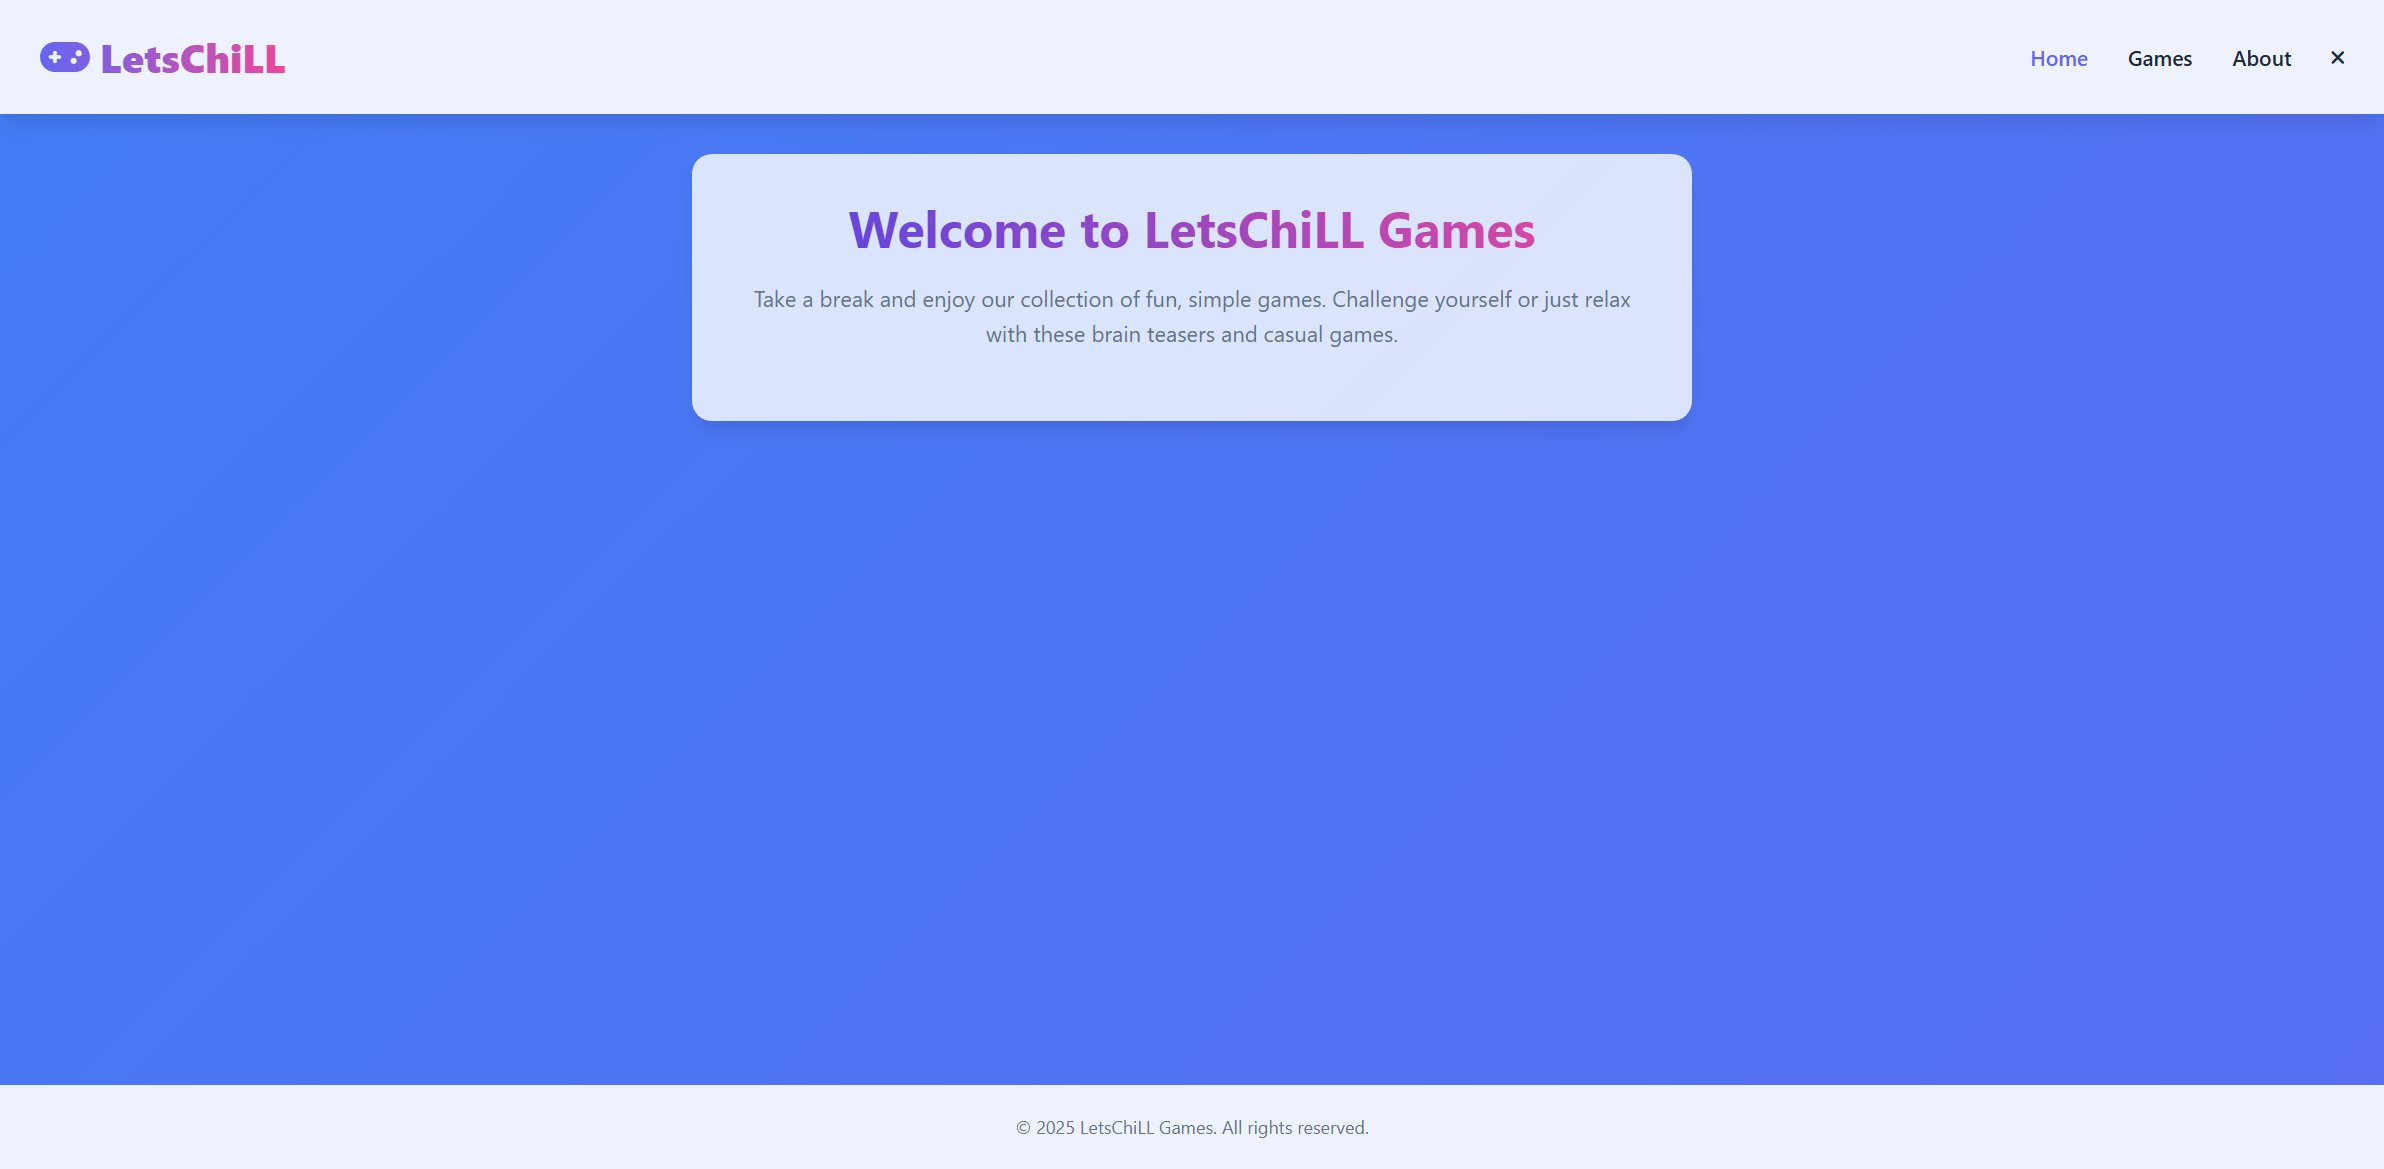 LetsChiLL
Home
Games
About
✕
Welcome to LetsChiLL Games
Take a break and enjoy our collection of fun, simple games. Challenge yourself or just relax
with these brain teasers and casual games.
© 2025 LetsChiLL Games. All rights reserved.